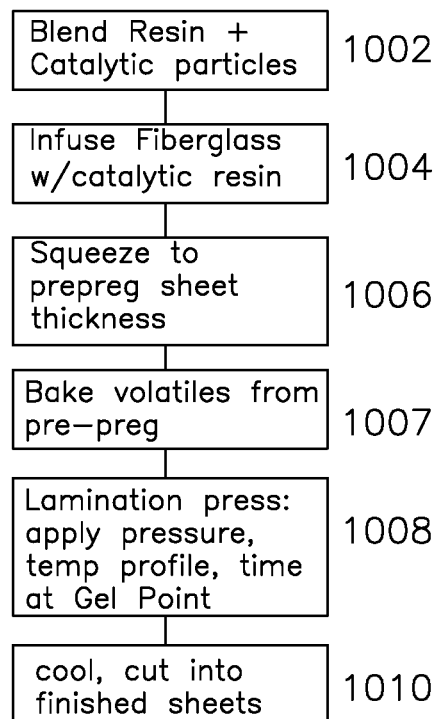 Blend Resin +
Catalytic particles
1002
Infuse Fiberglass
w/catalytic resin
1004
Squeeze to
prepreg sheet
thickness
1006
Bake volatiles from
pre-preg
1007
Lamination press:
apply pressure,
temp profile, time
at Gel Point
1008
cool, cut into
finished sheets
1010